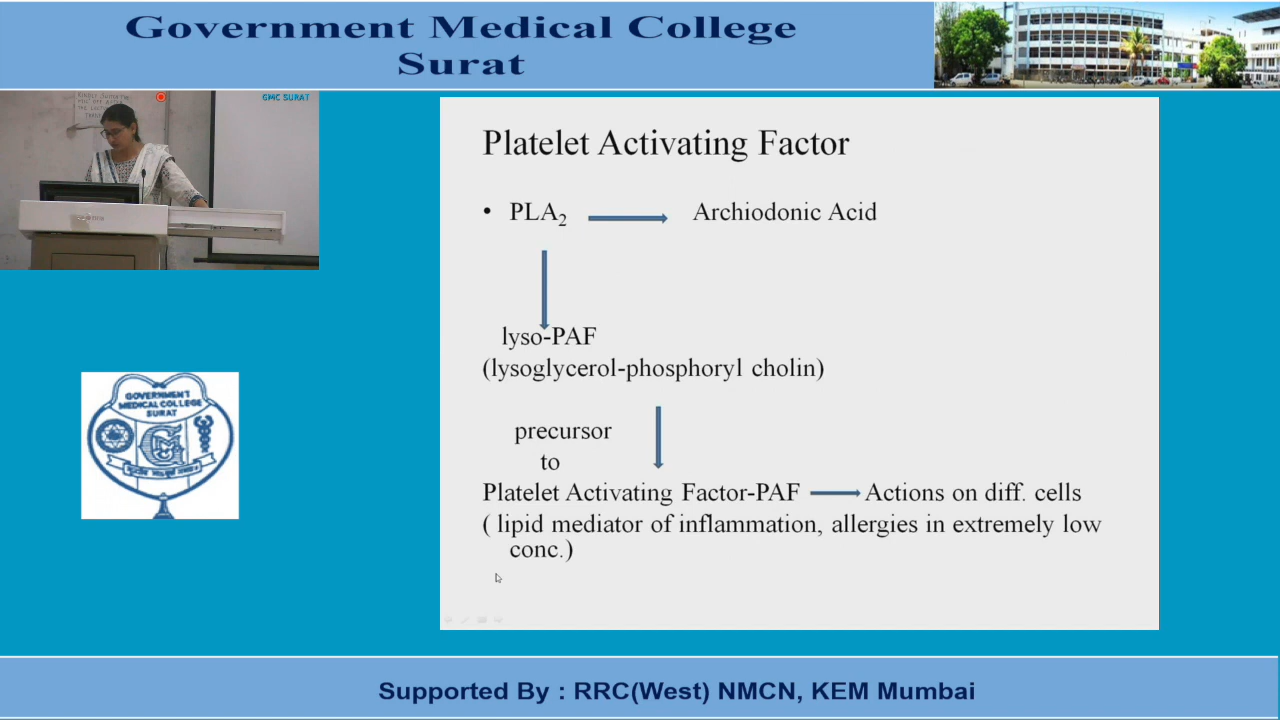 Government Medical College
Surat
GMC SURAT
Platelet Activating Factor
• PLA₂ Archiodonic Acid
lyso-PAF
(lysoglycerol-phosphoryl cholin)
precursor
to
Platelet Activating Factor-PAF Actions on diff. cells
( lipid mediator of inflammation, allergies in extremely low
conc.)
GOVERNMENT
MEDICAL COLLEGE
SURAT
Supported By : RRC(West) NMCN, KEM Mumbai